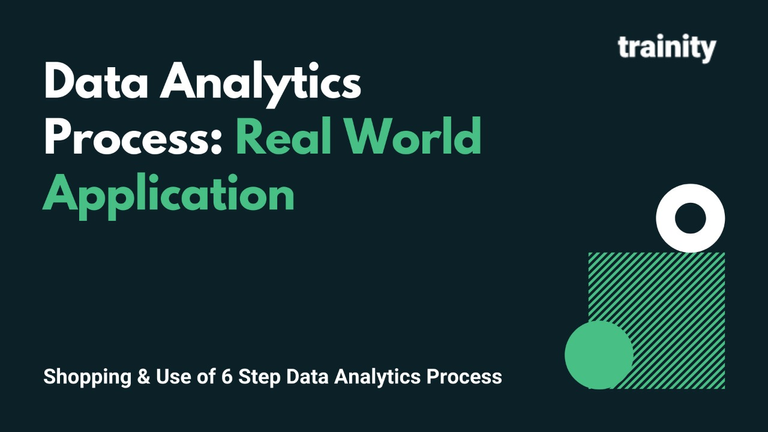 trainity
Data Analytics
Process: Real World
Application
Shopping & Use of 6 Step Data Analytics Process